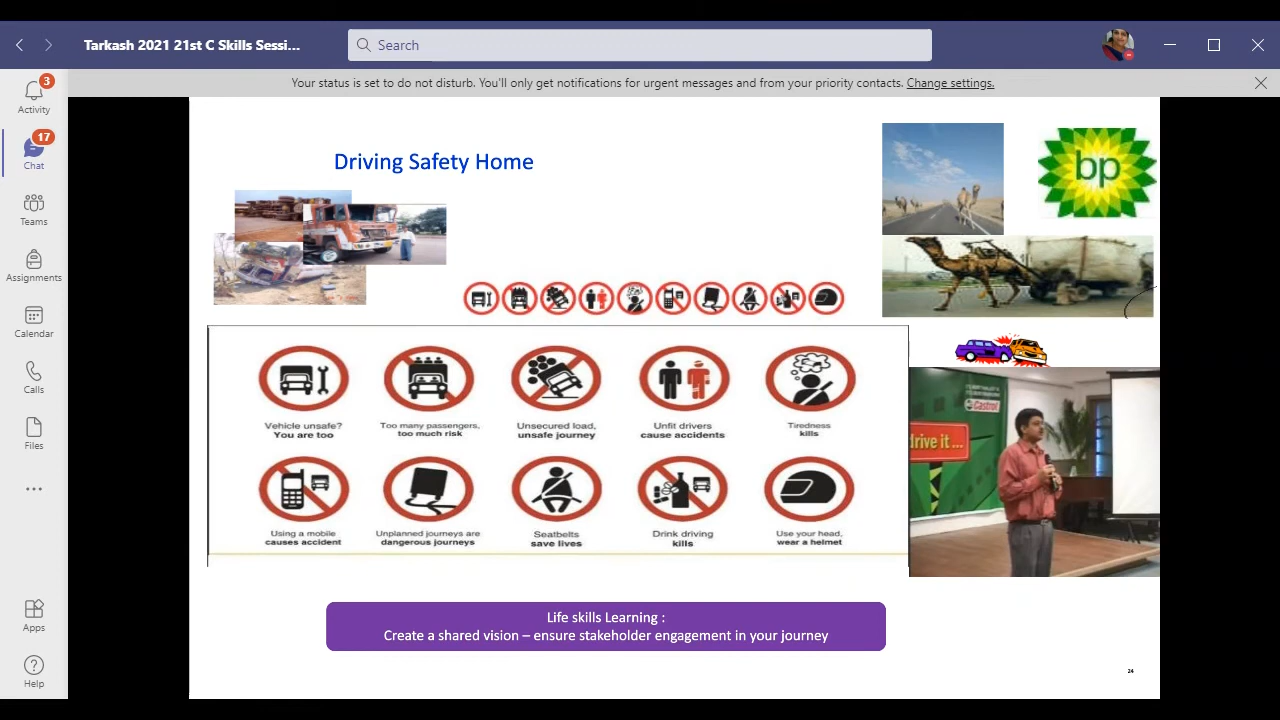 Tarkash 2021 21st C Skills Sessi...
Search
Your status is set to do not disturb. You'll only get notifications for urgent messages and from your priority contacts. Change settings.
3
Activity
17
Chat
Teams
Assignments
Calendar
Calls
Files
Apps
Help
Driving Safety Home
bp
Vehicle unsafe?
You are too
Too many passengers,
too much risk
Unsecured load,
unsafe journey
Unfit drivers
cause accidents
Tiredness
kills
Using a mobile
causes accident
Unplanned journeys are
dangerous journeys
Seatbelts
save lives
Drink driving
kills
Use your head,
wear a helmet
Castrol
drive it ...
Life skills Learning :
Create a shared vision – ensure stakeholder engagement in your journey
24